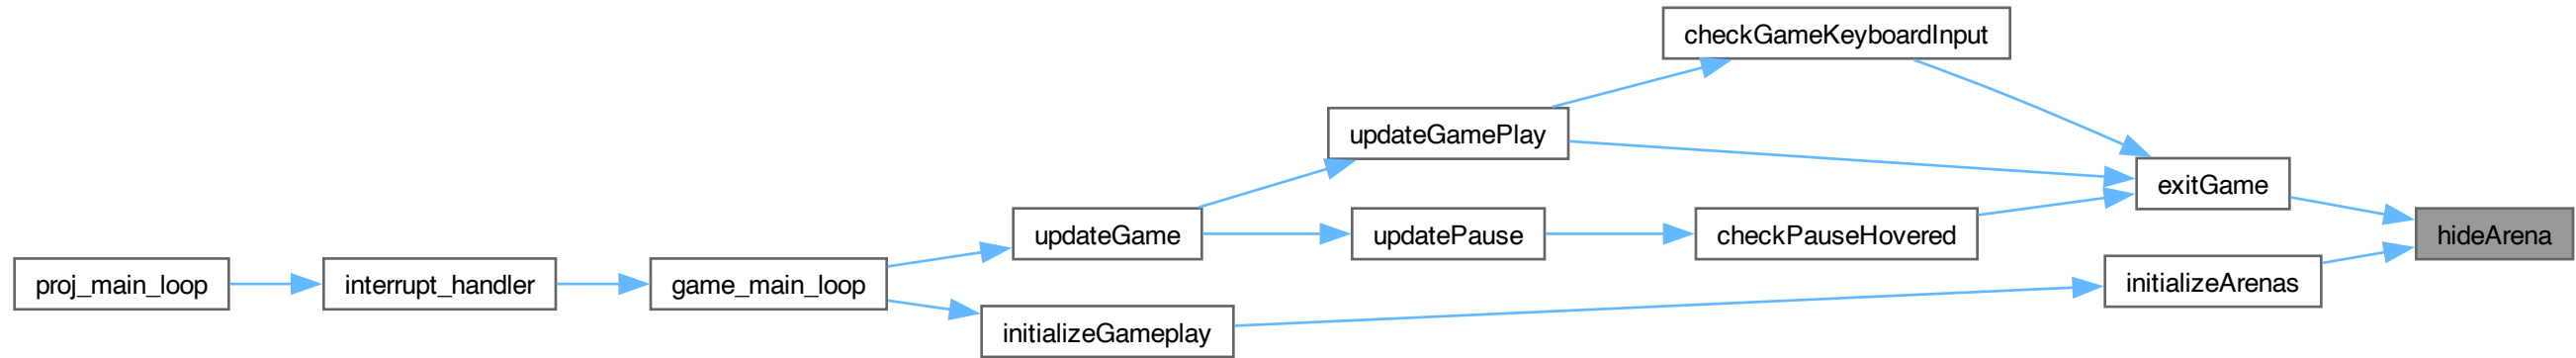 checkGameKeyboardInput
updateGamePlay
exitGame
updateGame
updatePause
checkPauseHovered
hideArena
proj_main_loop
interrupt_handler
game_main_loop
initializeArenas
initializeGameplay